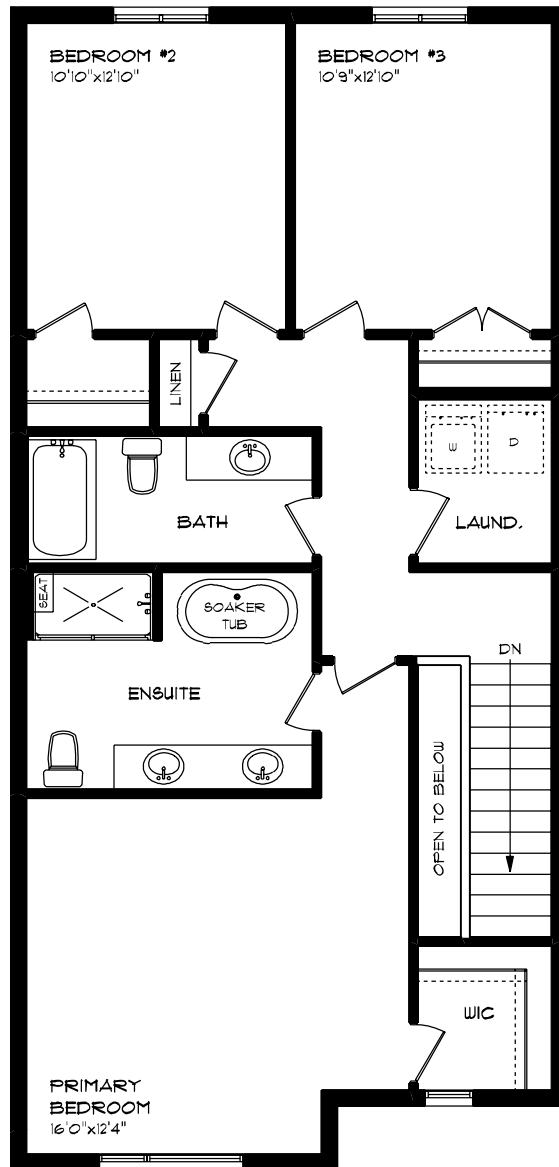 BEDROOM #2
10'10"x12'10"
BEDROOM #3
10'9"x12'10"
LINEN
W
D
BATH
LAUND.
SEAT
SOAKER
TUB
ENSUITE
DN
OPEN TO BELOW
WIC
PRIMARY
BEDROOM
16'0"x12'4"